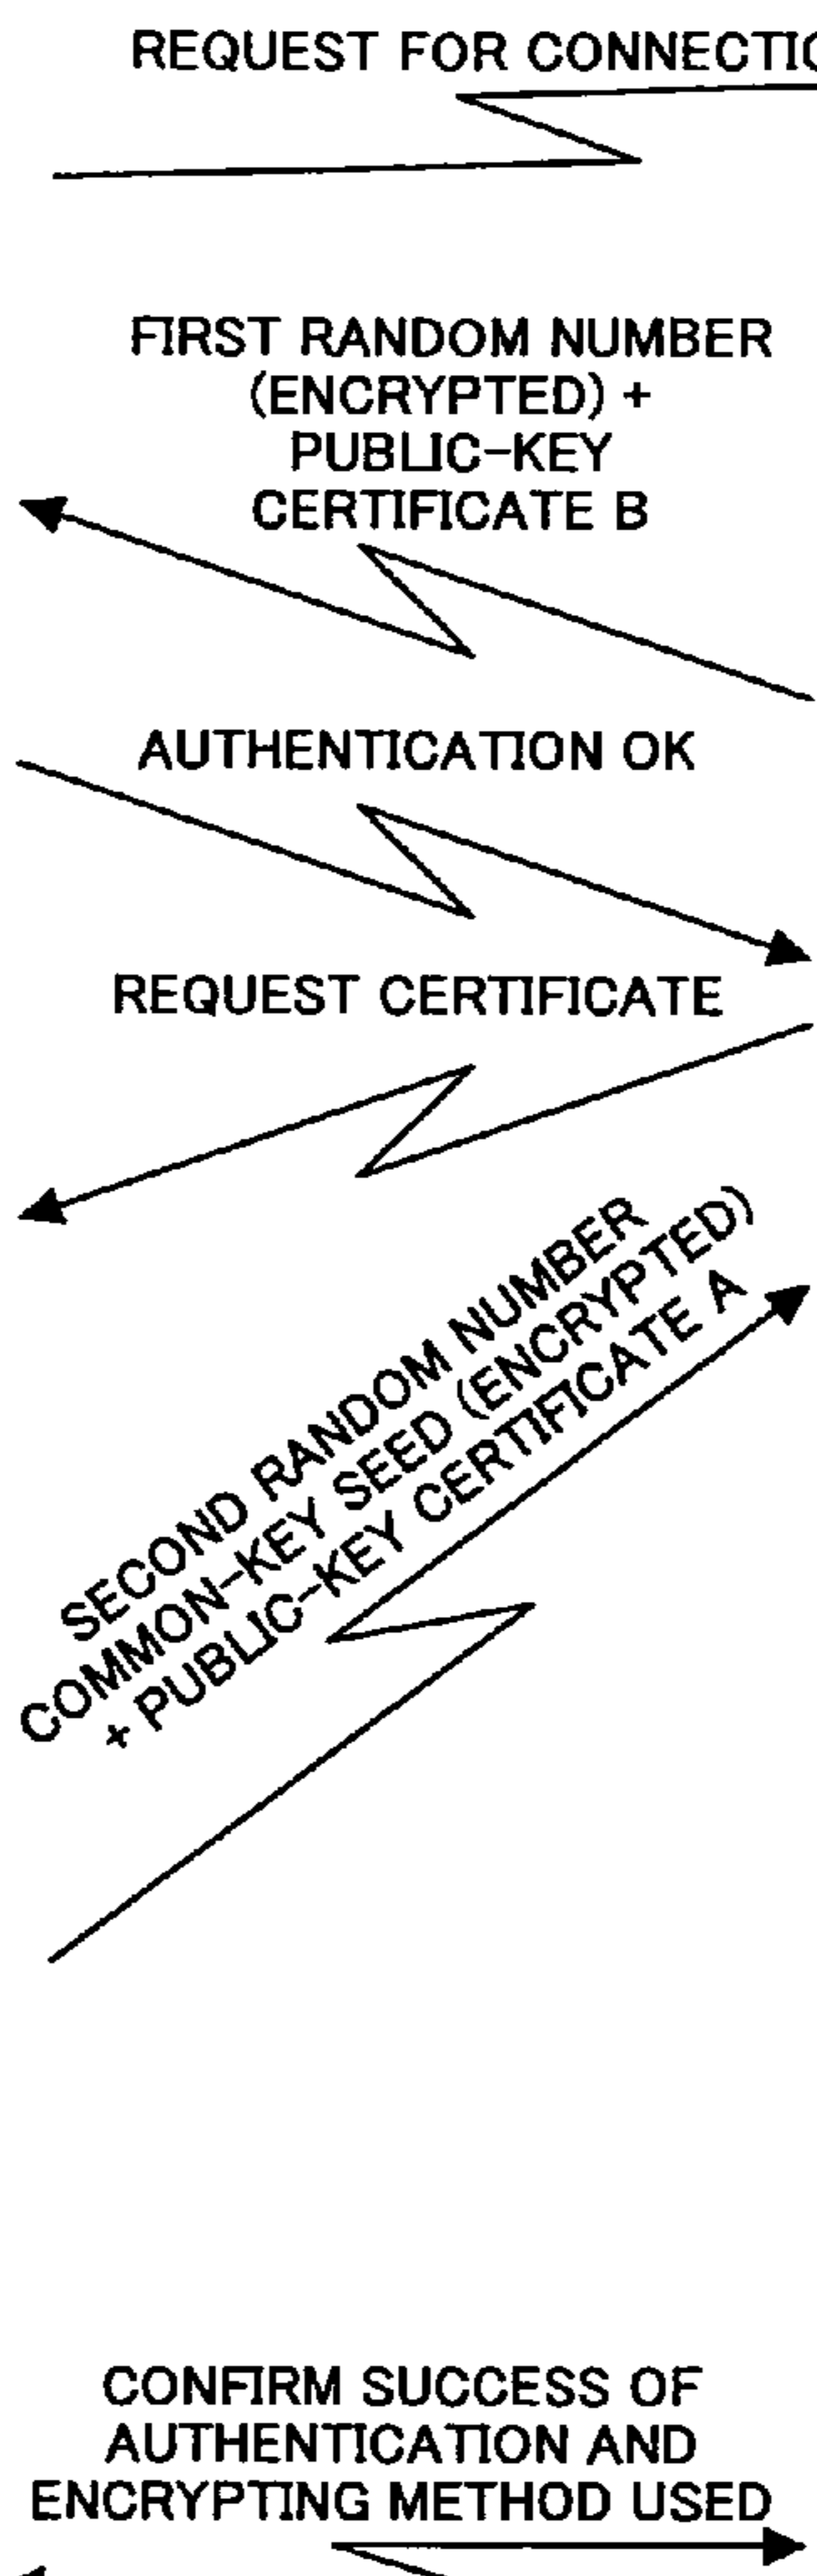 REQUEST FOR CONNECTIO
FIRST RANDOM NUMBER
(ENCRYPTED) +
PUBLIC-KEY
CERTIFICATE B
AUTHENTICATION OK
REQUEST CERTIFICATE
SECOND RANDOM NUMBER
COMMON-KEY SEED (ENCRYPTED)
+ PUBLIC-KEY CERTIFICATE A
CONFIRM SUCCESS OF
AUTHENTICATION AND
ENCRYPTING METHOD USED